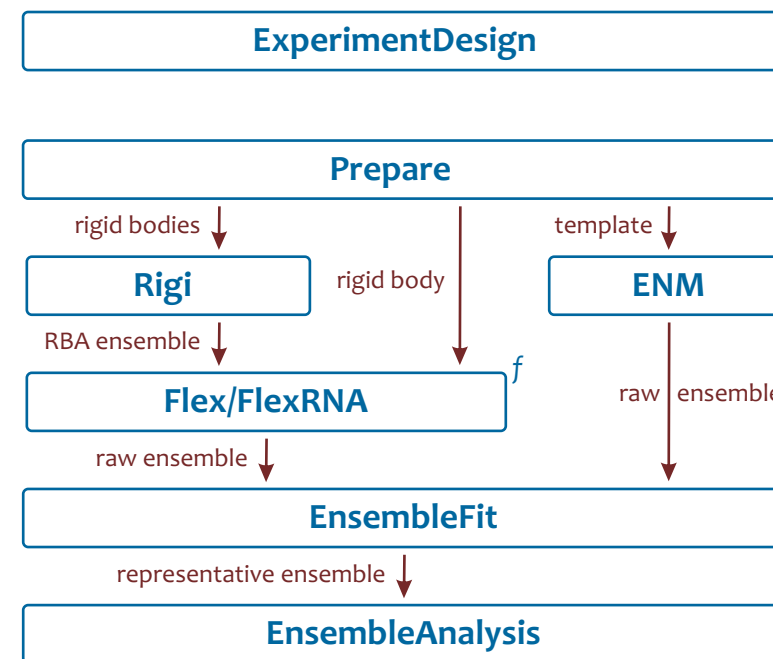 ExperimentDesign
Prepare
rigid bodies
template
Rigi
rigid body
ENM
RBA ensemble
f
Flex/FlexRNA
raw ensemble
raw ensemble
EnsembleFit
representative ensemble
EnsembleAnalysis